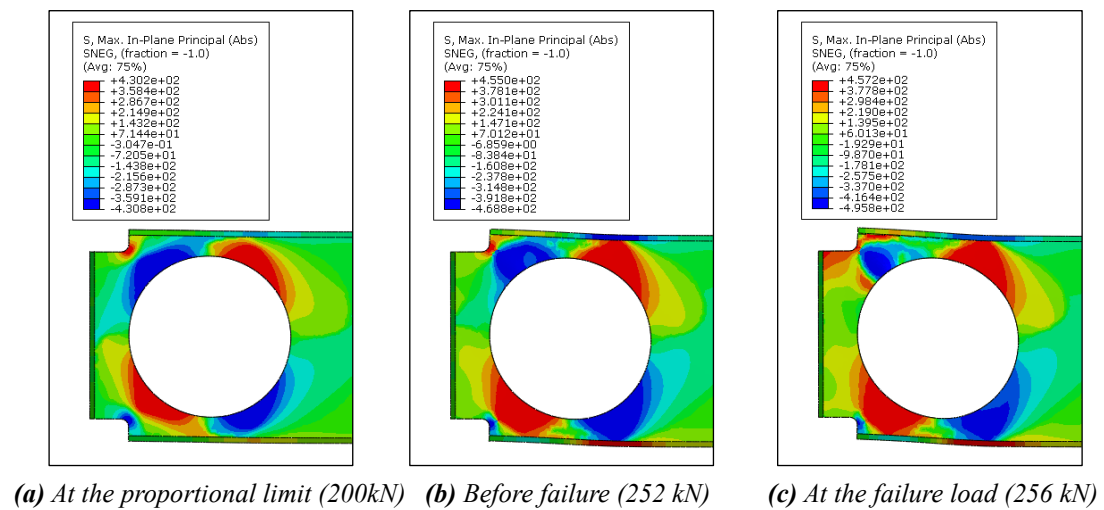 S, Max. In-Plane Principal (Abs)
SNEG, (fraction = -1.0)
(Avg: 75%)
+4.302e+02
+3.584e+02
+2.867e+02
+2.149e+02
+1.432e+02
+7.144e+01
-3.047e-01
-7.205e+01
-1.438e+02
-2.156e+02
-2.873e+02
-3.591e+02
-4.308e+02
S, Max. In-Plane Principal (Abs)
SNEG, (fraction = -1.0)
(Avg: 75%)
+4.550e+02
+3.781e+02
+3.011e+02
+2.241e+02
+1.471e+02
+7.012e+01
-6.859e+00
-8.384e+01
-1.608e+02
-2.378e+02
-3.148e+02
-3.918e+02
-4.688e+02
S, Max. In-Plane Principal (Abs)
SNEG, (fraction = -1.0)
(Avg: 75%)
+4.572e+02
+3.778e+02
+2.984e+02
+2.190e+02
+1.395e+02
+6.013e+01
-1.929e+01
-9.870e+01
-1.781e+02
-2.575e+02
-3.370e+02
-4.164e+02
-4.958e+02
(a) At the proportional limit (200kN)
(b) Before failure (252 kN)
(c) At the failure load (256 kN)